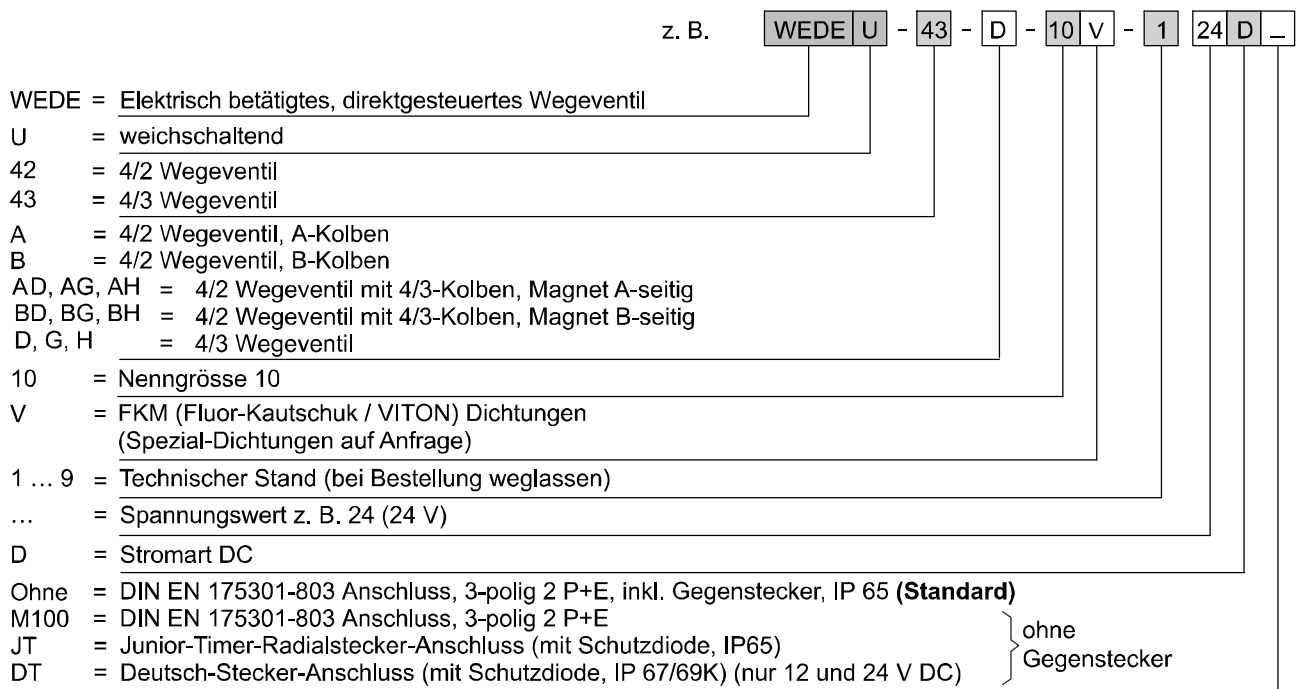 z. B. WEDE U - 43 - D - 10 V - 1 24 D _
WEDE = Elektrisch betätigtes, direktgesteuertes Wegeventil
U = weichschaltend
42 = 4/2 Wegeventil
43 = 4/3 Wegeventil
A = 4/2 Wegeventil, A-Kolben
B = 4/2 Wegeventil, B-Kolben
AD, AG, AH = 4/2 Wegeventil mit 4/3-Kolben, Magnet A-seitig
BD, BG, BH = 4/2 Wegeventil mit 4/3-Kolben, Magnet B-seitig
D, G, H = 4/3 Wegeventil
10 = Nenngrösse 10
V = FKM (Fluor-Kautschuk / VITON) Dichtungen
(Spezial-Dichtungen auf Anfrage)
1 ... 9 = Technischer Stand (bei Bestellung weglassen)
... = Spannungswert z. B. 24 (24 V)
D = Stromart DC
Ohne = DIN EN 175301-803 Anschluss, 3-polig 2 P+E, inkl. Gegenstecker, IP 65 (Standard)
M100 = DIN EN 175301-803 Anschluss, 3-polig 2 P+E
JT = Junior-Timer-Radialstecker-Anschluss (mit Schutzdiode, IP65)
DT = Deutsch-Stecker-Anschluss (mit Schutzdiode, IP 67/69K) (nur 12 und 24 V DC)
ohne
Gegenstecker